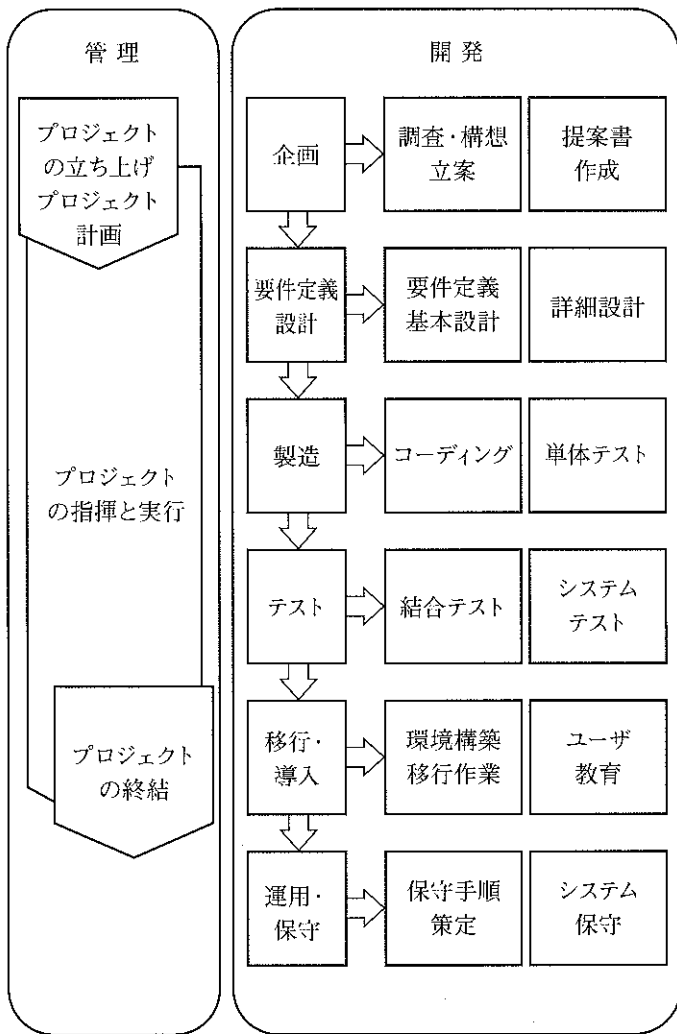 管理
プロジェクト
の立ち上げ
プロジェクト
計画
プロジェクト
の指揮と実行
プロジェクト
の終結
開発
企画
調査・構想
立案
提案書
作成
要件定義
設計
要件定義
基本設計
詳細設計
製造
コーディング
単体テスト
テスト
結合テスト
システム
テスト
移行・
導入
環境構築
移行作業
ユーザ
教育
運用・
保守
保守手順
策定
システム
保守